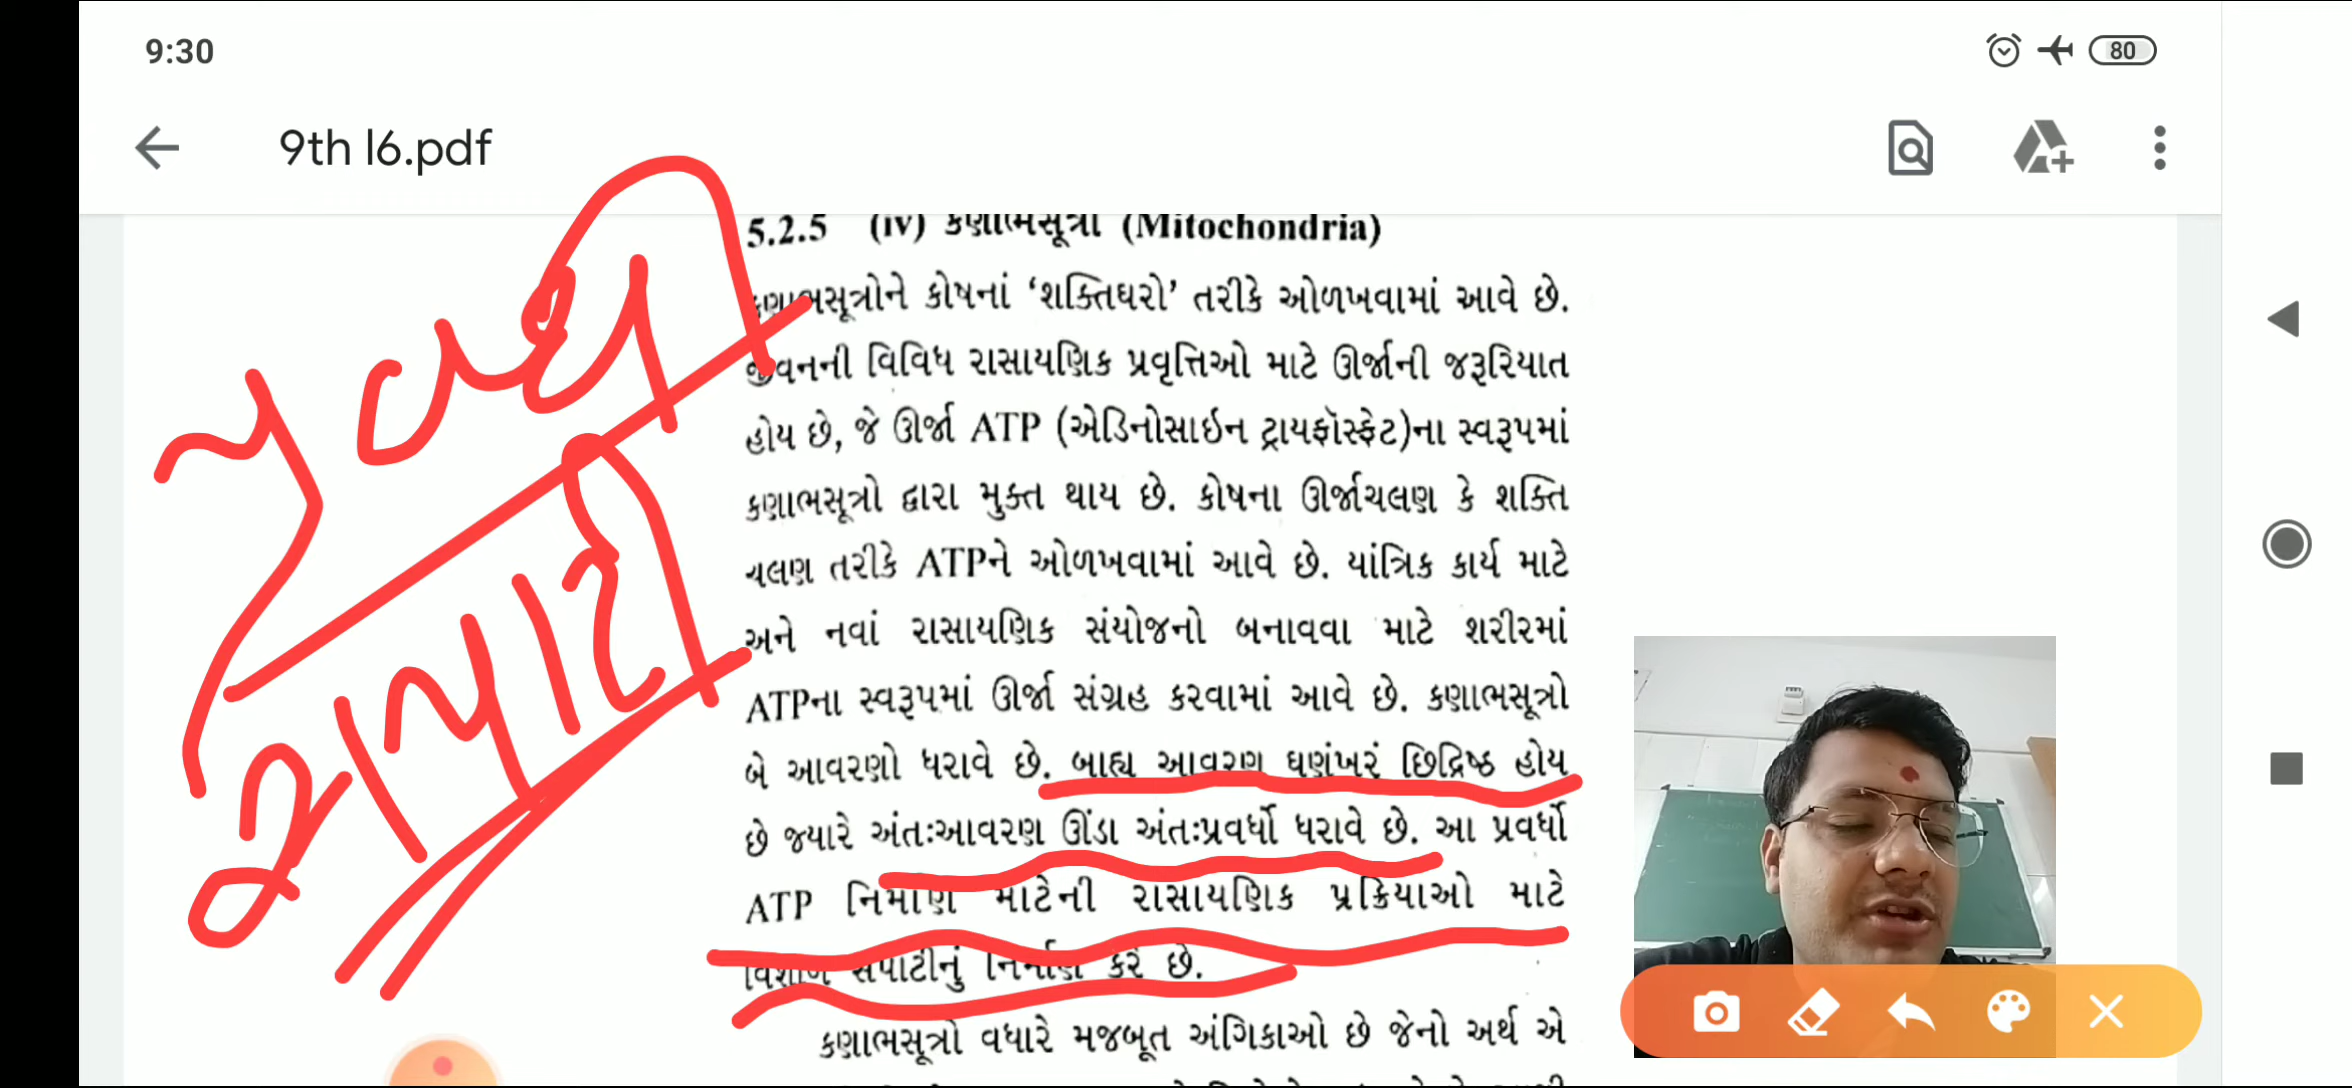 9:30
80
9th l6.pdf
5.2.5 (iv) કણાભસૂત્રો (Mitochondria)
કણાભસૂત્રોને કોષનાં ‘શક્તિઘરો’ તરીકે ઓળખવામાં આવે છે.
જીવનની વિવિધ રાસાયણિક પ્રવૃત્તિઓ માટે ઊર્જાની જરૂરિયાત
હોય છે, જે ઊર્જા ATP (એડિનોસાઇન ટ્રાયફૉસ્ફેટ)ના સ્વરૂપમાં
કણાભસૂત્રો દ્વારા મુક્ત થાય છે. કોષના ઊર્જાચલણ કે શક્તિ
ચલણ તરીકે ATPને ઓળખવામાં આવે છે. યાંત્રિક કાર્ય માટે
અને નવાં રાસાયણિક સંયોજનો બનાવવા માટે શરીરમાં
ATPના સ્વરૂપમાં ઊર્જા સંગ્રહ કરવામાં આવે છે. કણાભસૂત્રો
બે આવરણો ધરાવે છે. બાહ્ય આવરણ ઘણુંખરું છિદ્રિષ્ઠ હોય
છે જ્યારે અંતઃઆવરણ ઊંડા અંતઃપ્રવર્ધો ધરાવે છે. આ પ્રવર્ધો
ATP નિર્માણ માટેની રાસાયણિક પ્રક્રિયાઓ માટે
વિશાળ સપાટીનું નિર્માણ કરે છે.
કણાભસૂત્રો વધારે મજબૂત અંગિકાઓ છે જેનો અર્થ એ